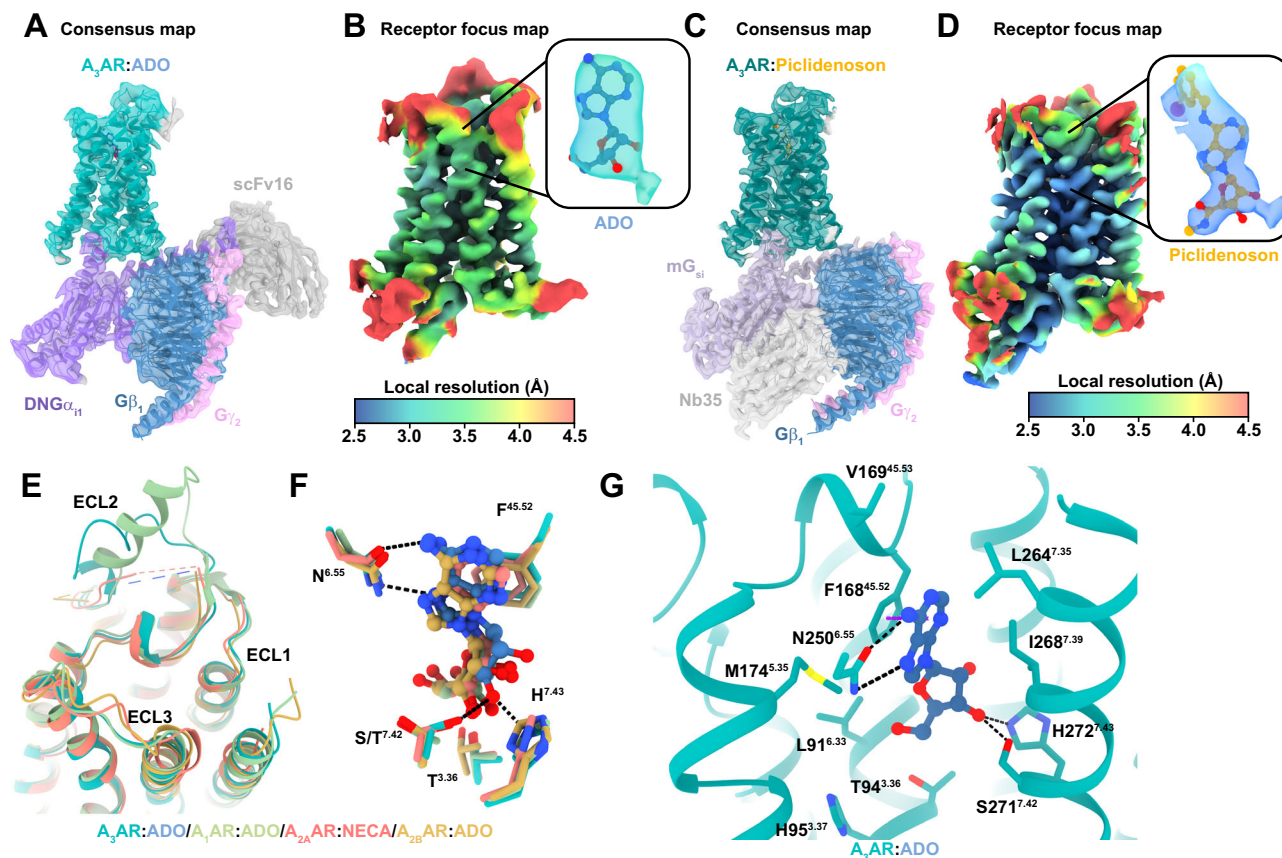 A Consensus map
A₃AR:ADO
scFv16
DNGα_i1
Gβ₁
Gγ₂
B Receptor focus map
ADO
Local resolution (Å)
2.5 3.0 3.5 4.0 4.5
C Consensus map
A₃AR:Piclidenoson
mG_si
Nb35
Gβ₁
Gγ₂
D Receptor focus map
Piclidenoson
Local resolution (Å)
2.5 3.0 3.5 4.0 4.5
E
ECL2
ECL1
ECL3
F
F⁴⁵·⁵²
N⁶·⁵⁵
H⁷·⁴³
S/T⁷·⁴²
T³·³⁶
A₃AR:ADO/A₁AR:ADO/A₂ₐAR:NECA/A₂BAR:ADO
G
V169⁴⁵·⁵³
L264⁷·³⁵
F168⁴⁵·⁵²
N250⁶·⁵⁵
I268⁷·³⁹
M174⁵·³⁵
H272⁷·⁴³
L91⁶·³³
T94³·³⁶
S271⁷·⁴²
H95³·³⁷
A₃AR:ADO